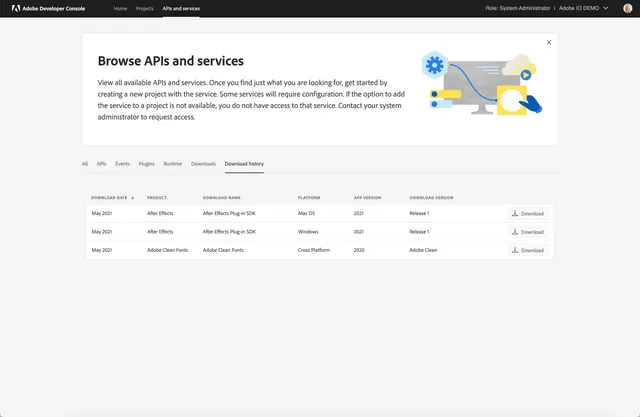 Adobe Developer Console Home Projects APIs and services Role: System Administrator | Adobe IO DEMO
Browse APIs and services
View all available APIs and services. Once you find just what you are looking for, get started by
creating a new project with the service. Some services will require configuration. If the option to add
the service to a project is not available, you do not have access to that service. Contact your system
administrator to request access.
All APIs Events Plugins Runtime Downloads Download history
DOWNLOAD DATE PRODUCT DOWNLOAD NAME PLATFORM APP VERSION DOWNLOAD VERSION
May 2021 After Effects After Effects Plug-in SDK Mac OS 2021 Release 1 Download
May 2021 After Effects After Effects Plug-in SDK Windows 2021 Release 1 Download
May 2021 Adobe Clean Fonts Adobe Clean Fonts Cross Platform 2020 Adobe Clean Download